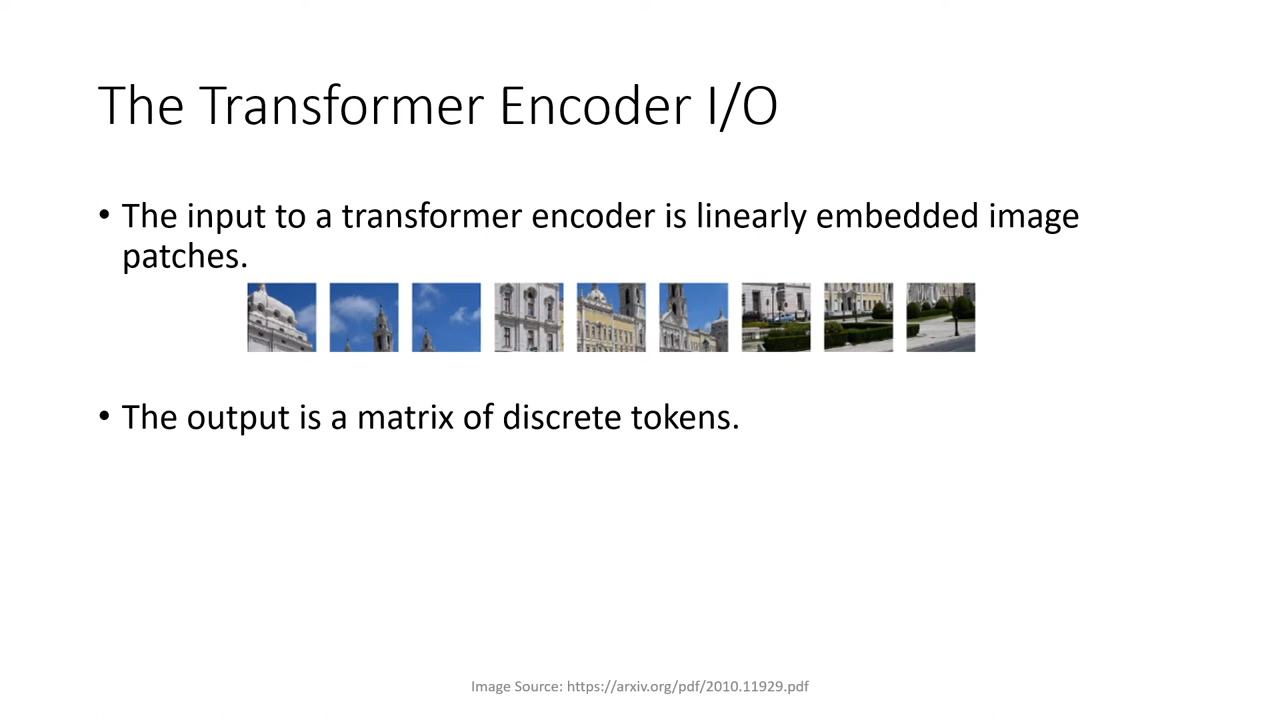 The Transformer Encoder I/O
• The input to a transformer encoder is linearly embedded image
patches.
• The output is a matrix of discrete tokens.
Image Source: https://arxiv.org/pdf/2010.11929.pdf